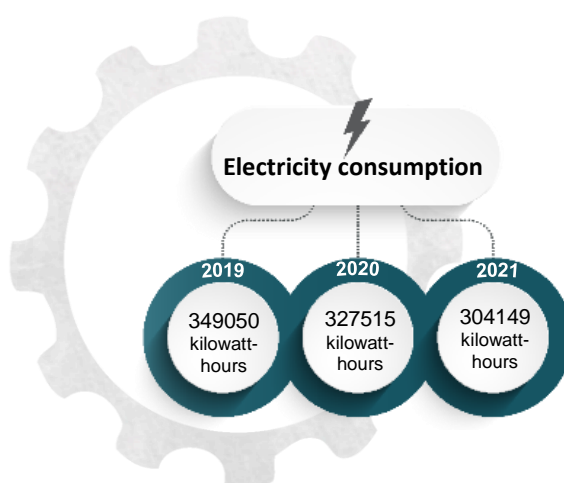 Electricity consumption
2019
349050
kilowatt-
hours
2020
327515
kilowatt-
hours
2021
304149
kilowatt-
hours